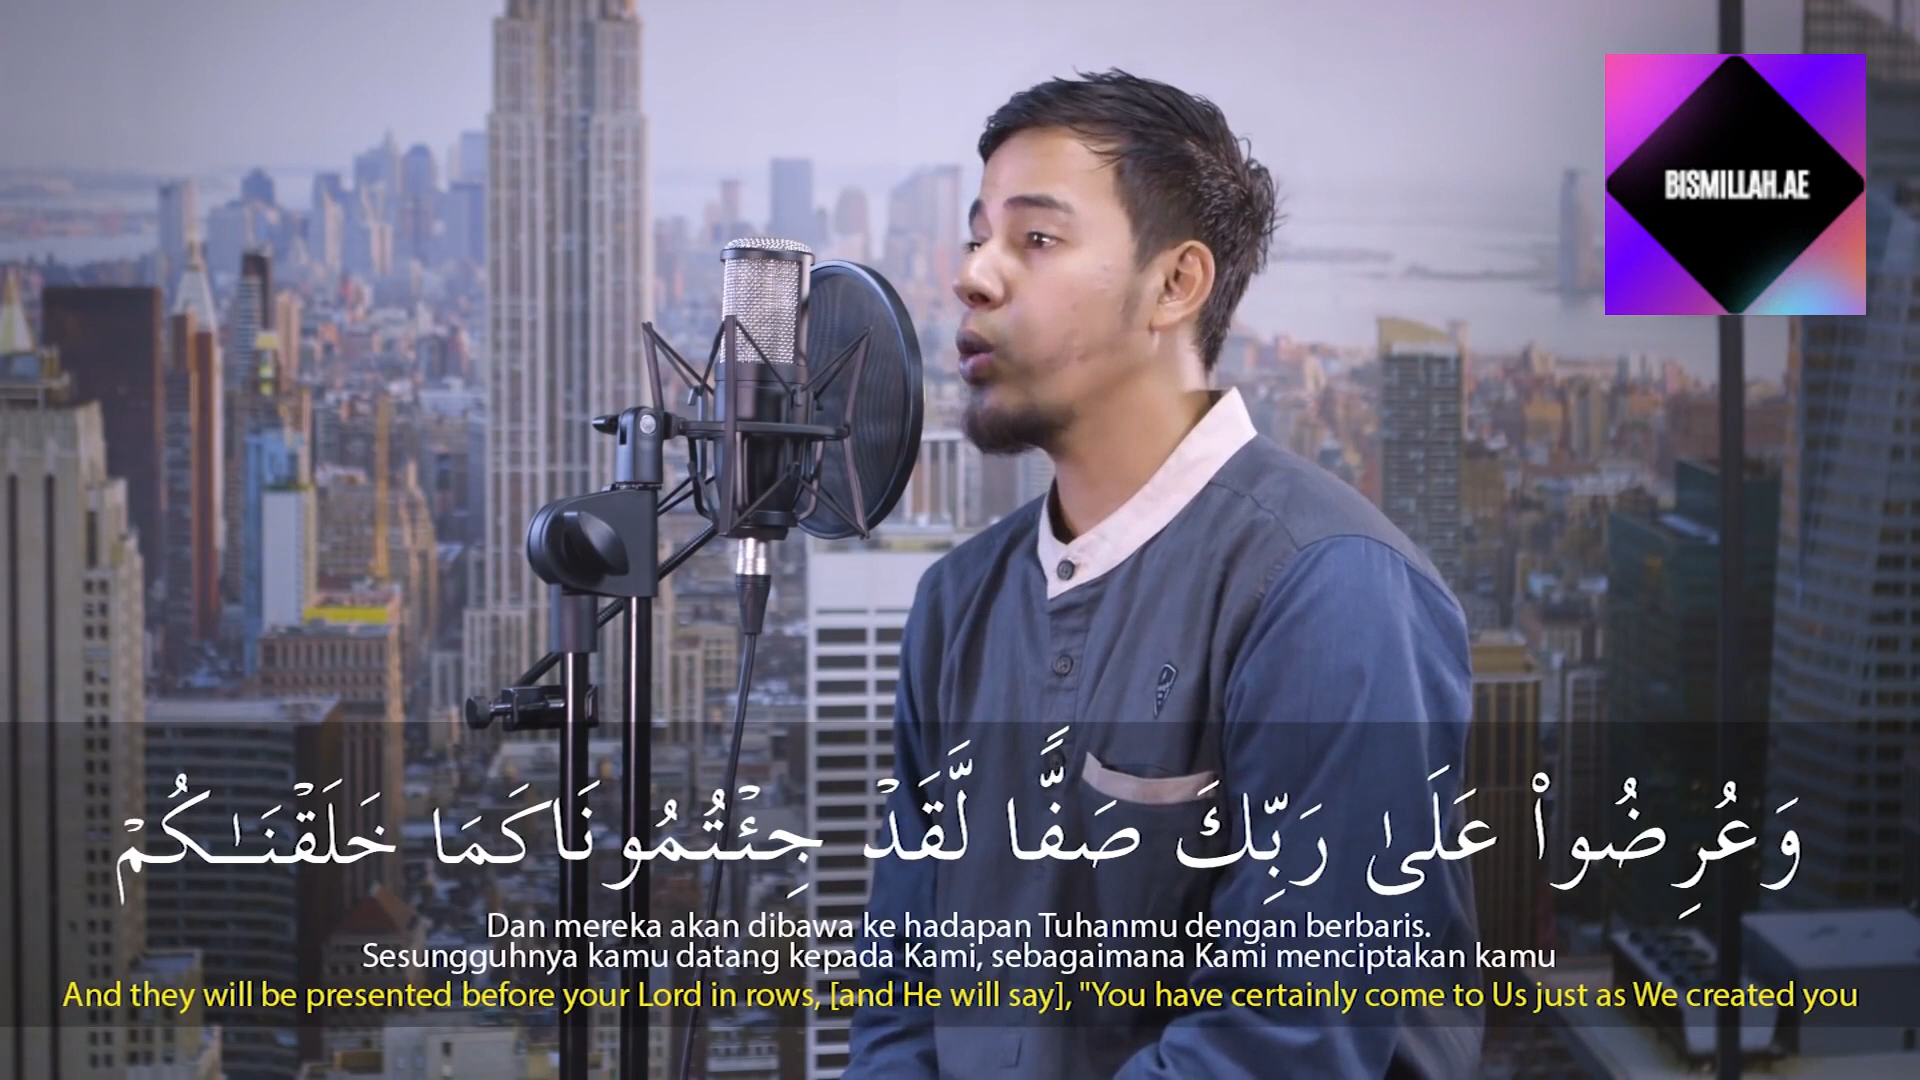 BISMILLAH.AE
وَعُرِضُوا۟ عَلَىٰ رَبِّكَ صَفًّا لَّقَدْ جِئْتُمُونَا كَمَا خَلَقْنَـٰكُمْ
Dan mereka akan dibawa ke hadapan Tuhanmu dengan berbaris.
Sesungguhnya kamu datang kepada Kami, sebagaimana Kami menciptakan kamu
And they will be presented before your Lord in rows, [and He will say], "You have certainly come to Us just as We created you